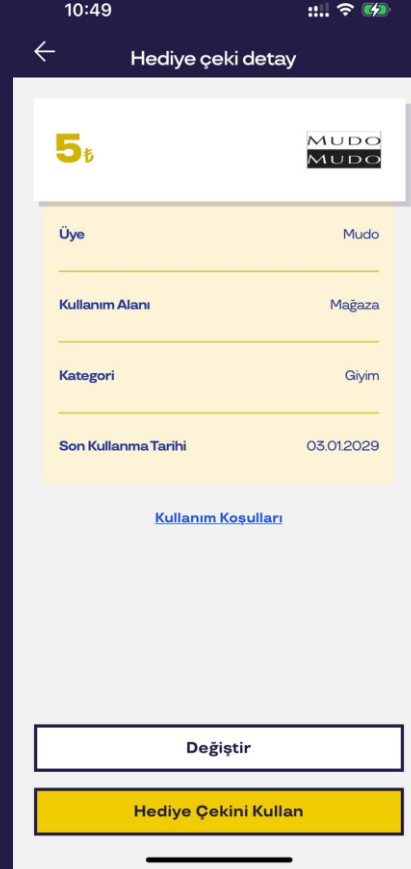 10:49
Hediye çeki detay
5₺
MUDO
MUDO
Üye Mudo
Kullanım Alanı Mağaza
Kategori Giyim
Son Kullanma Tarihi 03.01.2029
Kullanım Koşulları
Değiştir
Hediye Çekini Kullan